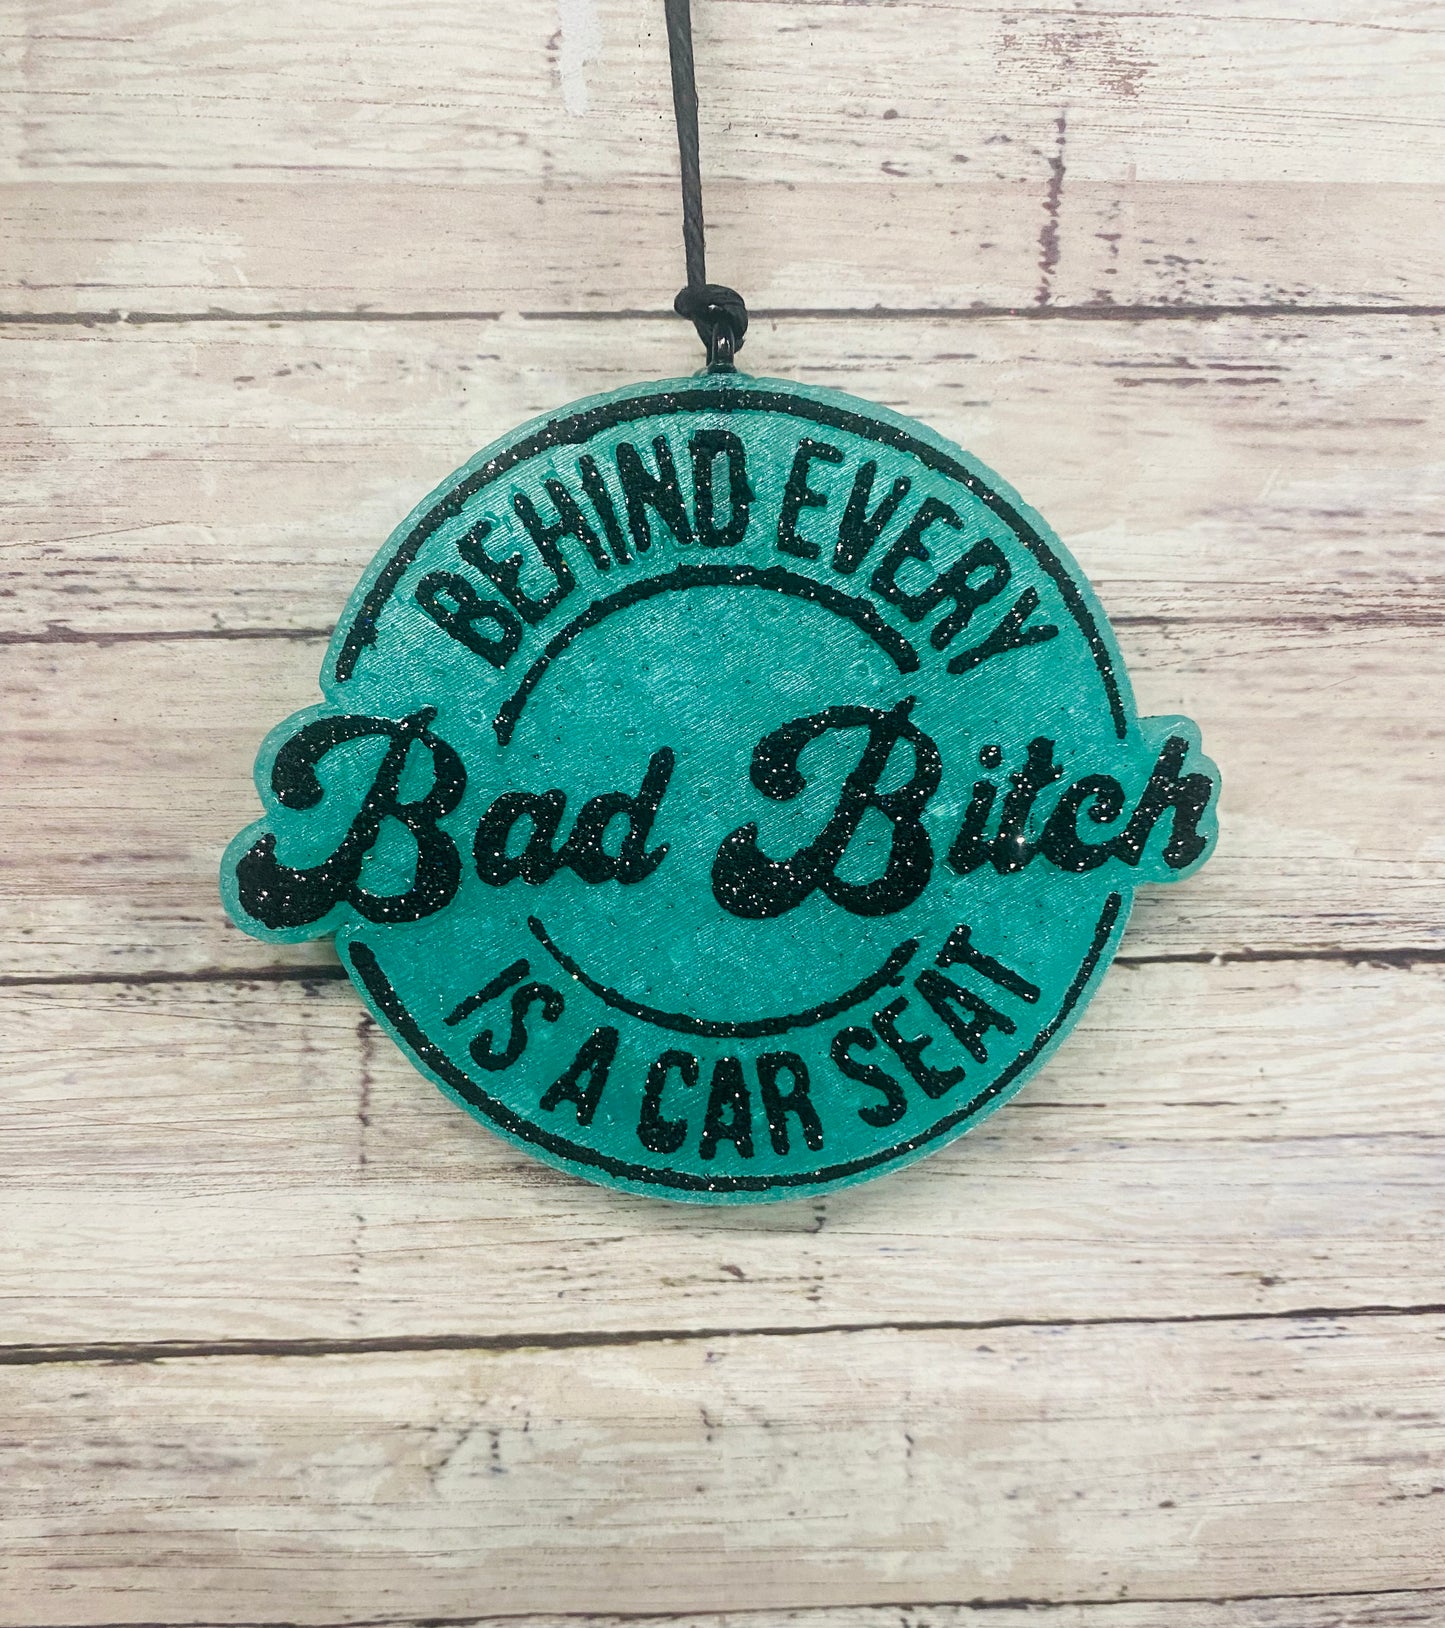 BEHIND EVERY
Bad Bitch
IS A CAR SEAT